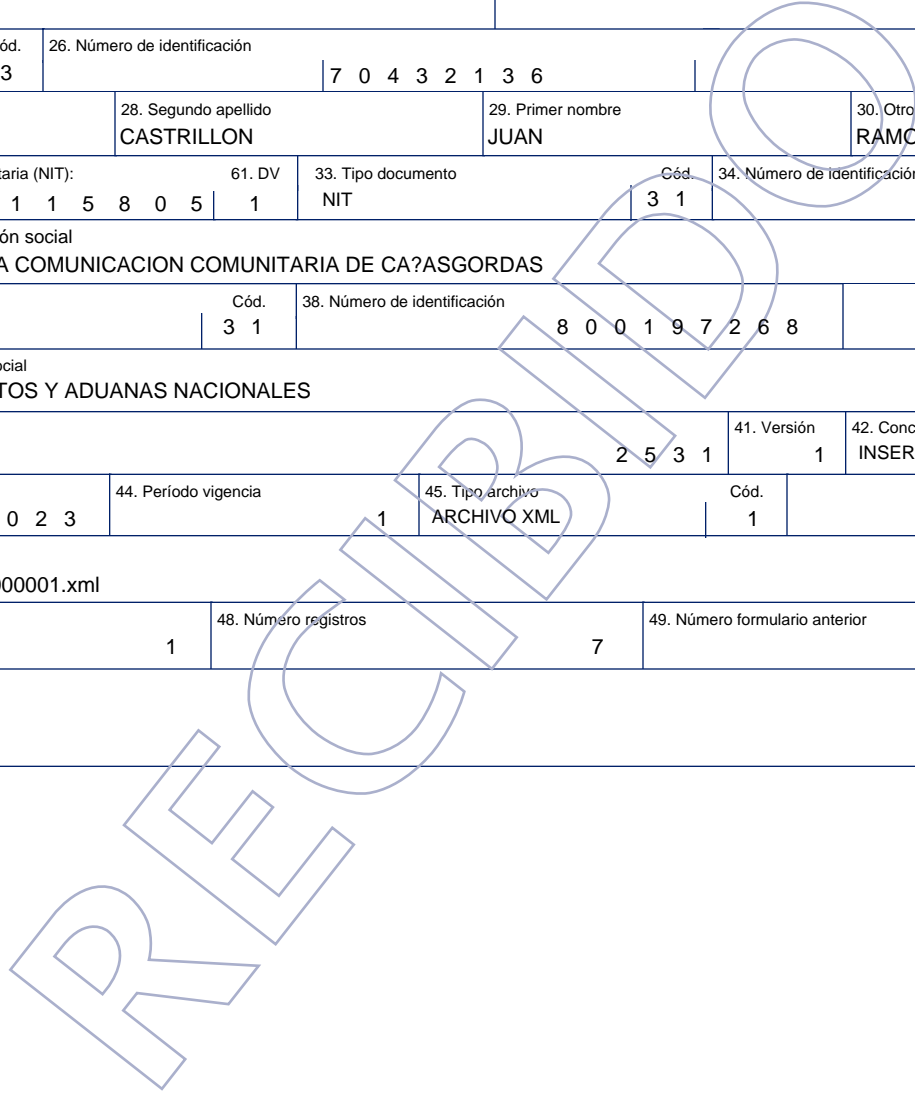 ód. 26. Número de identificación
3 7 0 4 3 2 1 3 6
28. Segundo apellido 29. Primer nombre 30. Otro
CASTRILLON JUAN RAMO
taria (NIT): 61. DV 33. Tipo documento Cód. 34. Número de identificación
1 1 5 8 0 5 1 NIT 3 1
ón social
A COMUNICACION COMUNITARIA DE CA?ASGORDAS
Cód. 38. Número de identificación
3 1 8 0 0 1 9 7 2 6 8
ocial
TOS Y ADUANAS NACIONALES
41. Versión 42. Conc
2 5 3 1 1 INSER
44. Período vigencia 45. Tipo archivo Cód.
0 2 3 1 ARCHIVO XML 1
000001.xml
48. Número registros 49. Número formulario anterior
1 7
RECIBIDO